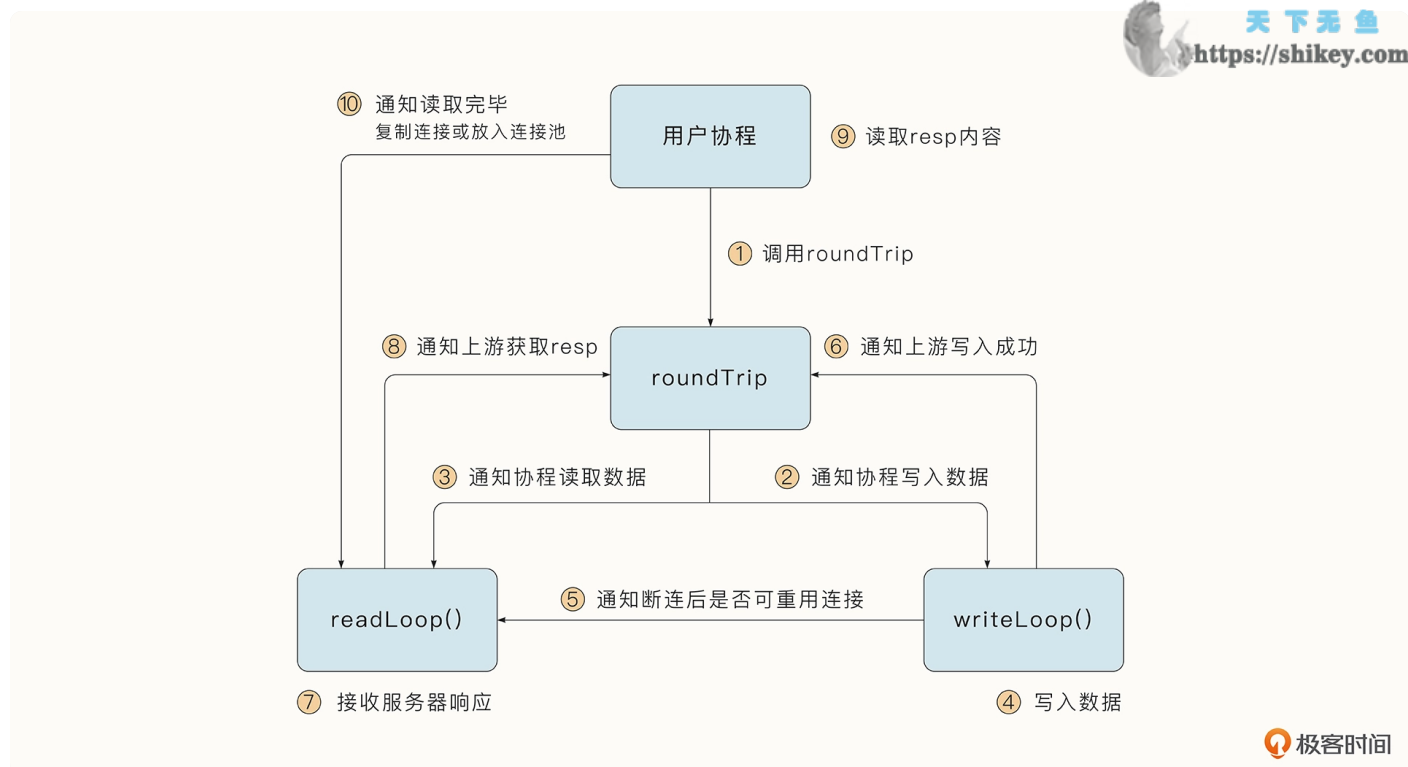 天下无鱼
https://shikey.com
⑩ 通知读取完毕
复制连接或放入连接池
用户协程
⑨ 读取resp内容
① 调用roundTrip
⑧ 通知上游获取resp
⑥ 通知上游写入成功
roundTrip
③ 通知协程读取数据
② 通知协程写入数据
⑤ 通知断连后是否可重用连接
readLoop()
writeLoop()
⑦ 接收服务器响应
④ 写入数据
极客时间